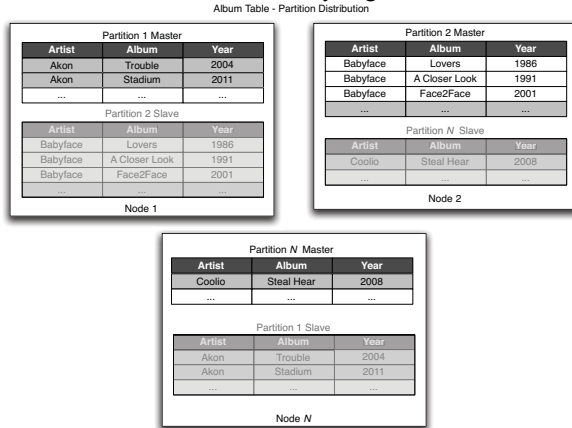 Album Table - Partition Distribution
Partition 1 Master
Artist Album Year
Akon Trouble 2004
Akon Stadium 2011
... ... ...
Partition 2 Slave
Artist Album Year
Babyface Lovers 1986
Babyface A Closer Look 1991
Babyface Face2Face 2001
... ... ...
Node 1
Partition 2 Master
Artist Album Year
Babyface Lovers 1986
Babyface A Closer Look 1991
Babyface Face2Face 2001
... ... ...
Partition N Slave
Artist Album Year
Coolio Steal Hear 2008
... ... ...
Node 2
Partition N Master
Artist Album Year
Coolio Steal Hear 2008
... ... ...
Partition 1 Slave
Artist Album Year
Akon Trouble 2004
Akon Stadium 2011
... ... ...
Node N